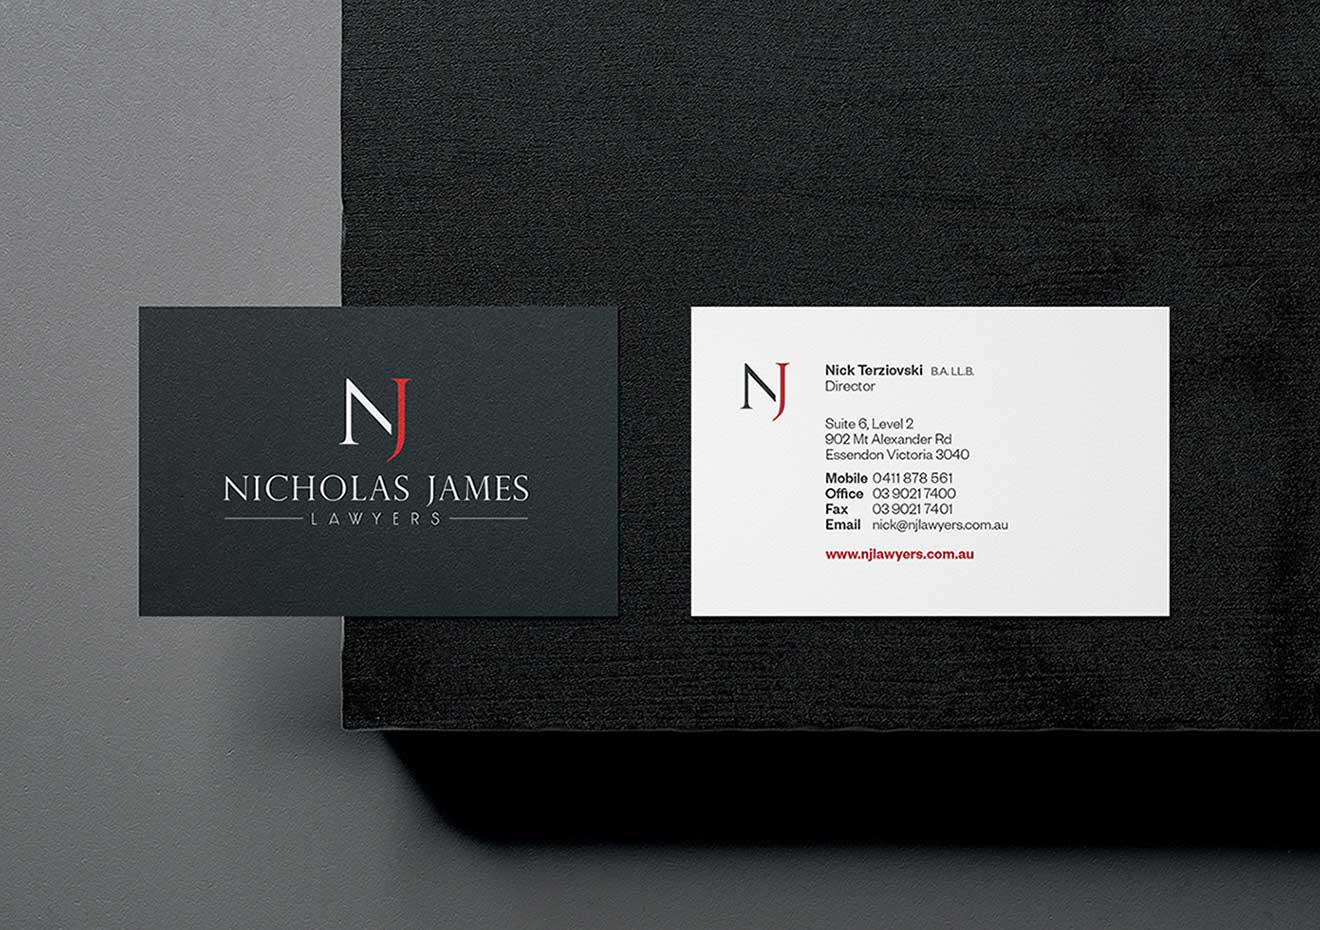 NJ
NICHOLAS JAMES
LAWYERS
NJ
Nick Terziovski B.A. LL.B.
Director
Suite 6, Level 2
902 Mt Alexander Rd
Essendon Victoria 3040
Mobile 0411 878 561
Office 03 9021 7400
Fax 03 9021 7401
Email nick@njlawyers.com.au
www.njlawyers.com.au